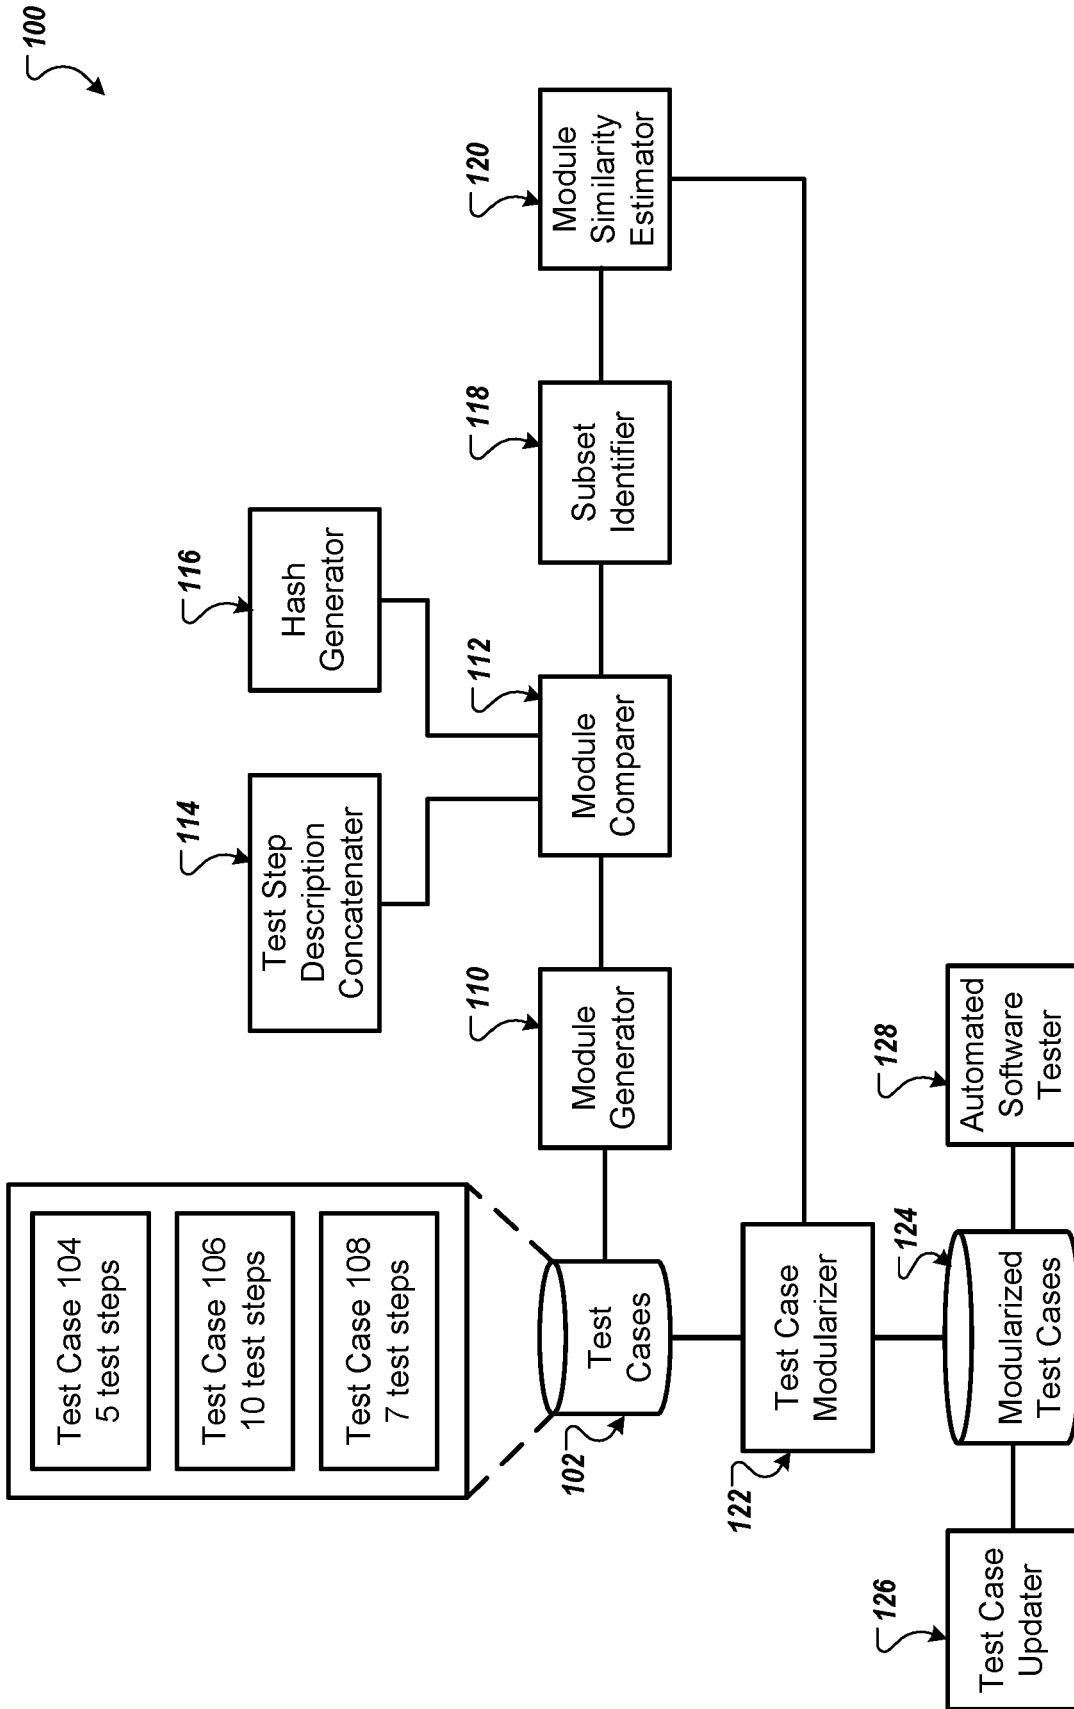 100
Test Case 104
5 test steps
Test Case 106
10 test steps
Test Case 108
7 test steps
114
Test Step
Description
Concatenater
116
Hash
Generator
102
Test
Cases
110
Module
Generator
112
Module
Comparer
118
Subset
Identifier
120
Module
Similarity
Estimator
122
Test Case
Modularizer
126
Test Case
Updater
124
Modularized
Test Cases
128
Automated
Software
Tester